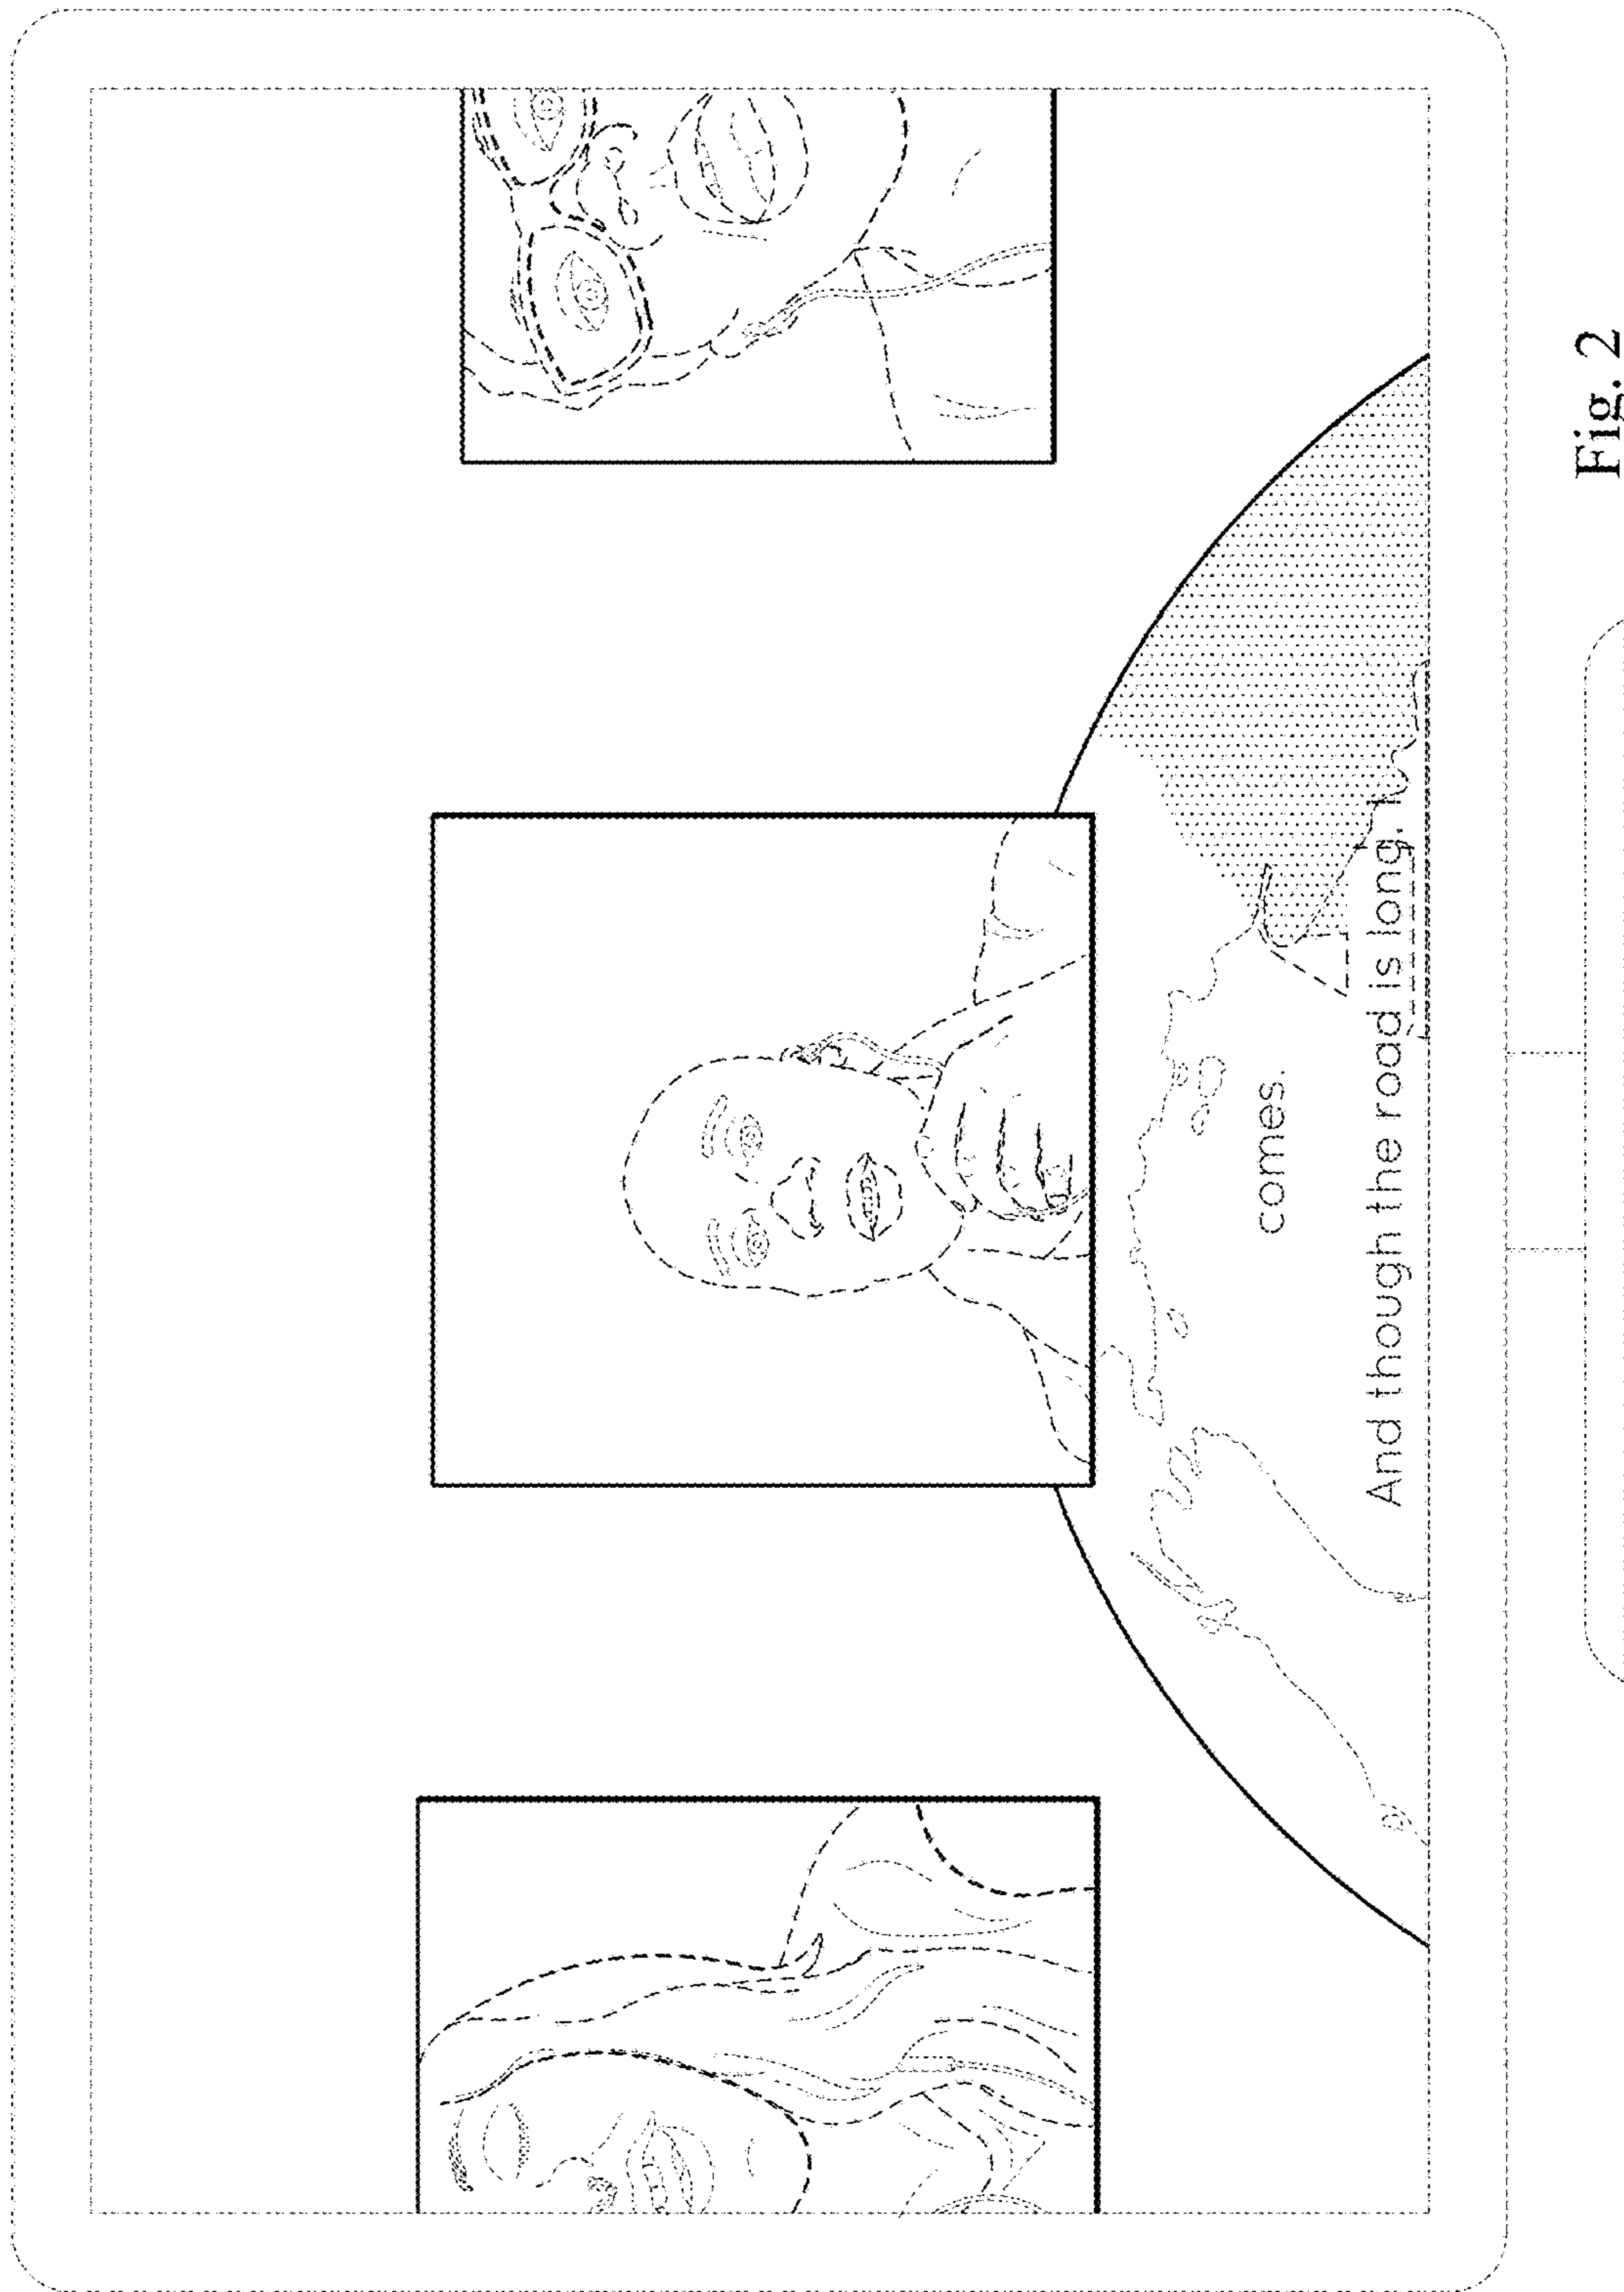 comes.
And though the road is long, I
Fig. 2